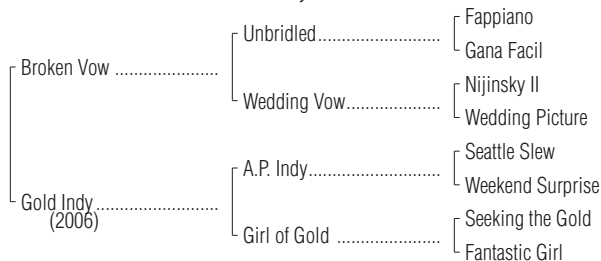 Fappiano
Unbridled
Gana Facil
Broken Vow
Nijinsky II
Wedding Vow
Wedding Picture
Seattle Slew
A.P. Indy
Weekend Surprise
Gold Indy
(2006)
Seeking the Gold
Girl of Gold
Fantastic Girl